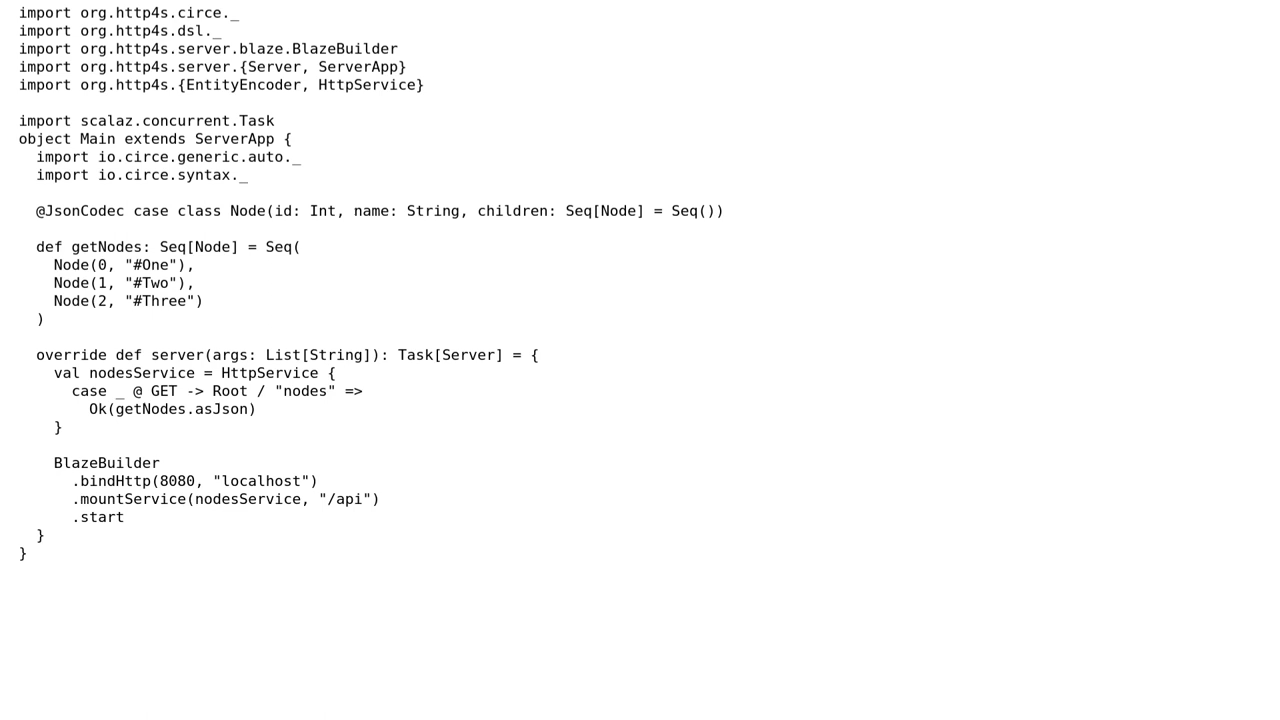 import org.http4s.circe._
import org.http4s.dsl._
import org.http4s.server.blaze.BlazeBuilder
import org.http4s.server.{Server, ServerApp}
import org.http4s.{EntityEncoder, HttpService}

import scalaz.concurrent.Task
object Main extends ServerApp {
  import io.circe.generic.auto._
  import io.circe.syntax._

  @JsonCodec case class Node(id: Int, name: String, children: Seq[Node] = Seq())

  def getNodes: Seq[Node] = Seq(
    Node(0, "#One"),
    Node(1, "#Two"),
    Node(2, "#Three")
  )

  override def server(args: List[String]): Task[Server] = {
    val nodesService = HttpService {
      case _ @ GET -> Root / "nodes" =>
        Ok(getNodes.asJson)
    }

    BlazeBuilder
      .bindHttp(8080, "localhost")
      .mountService(nodesService, "/api")
      .start
  }
}